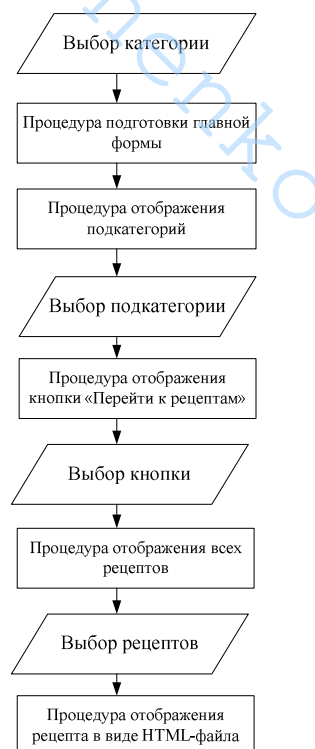 Выбор категории
Процедура подготовки главной
формы
Процедура отображения
подкатегорий
Выбор подкатегории
Процедура отображения
кнопки «Перейти к рецептам»
Выбор кнопки
Процедура отображения всех
рецептов
Выбор рецептов
Процедура отображения
рецепта в виде HTML-файла